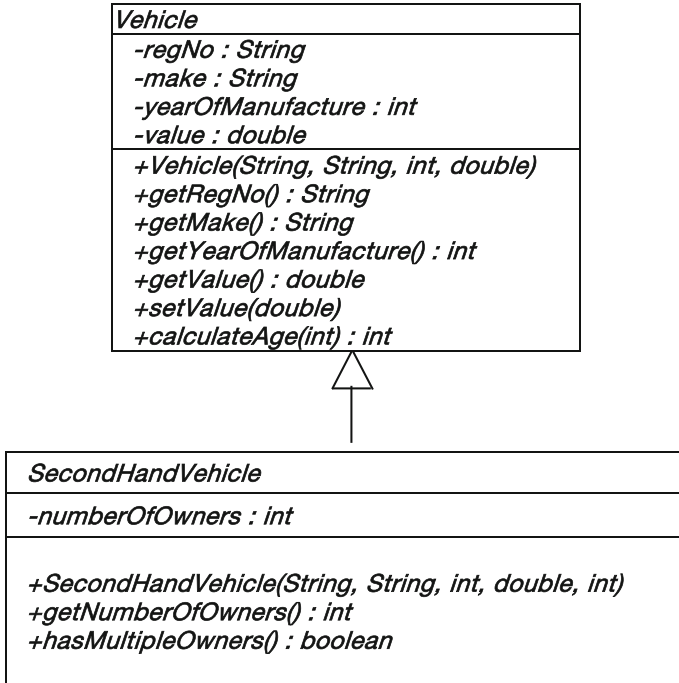 Vehicle
-regNo : String
-make : String
-yearOfManufacture : int
-value : double
+Vehicle(String, String, int, double)
+getRegNo() : String
+getMake() : String
+getYearOfManufacture() : int
+getValue() : double
+setValue(double)
+calculateAge(int) : int
SecondHandVehicle
-numberOfOwners : int
+SecondHandVehicle(String, String, int, double, int)
+getNumberOfOwners() : int
+hasMultipleOwners() : boolean